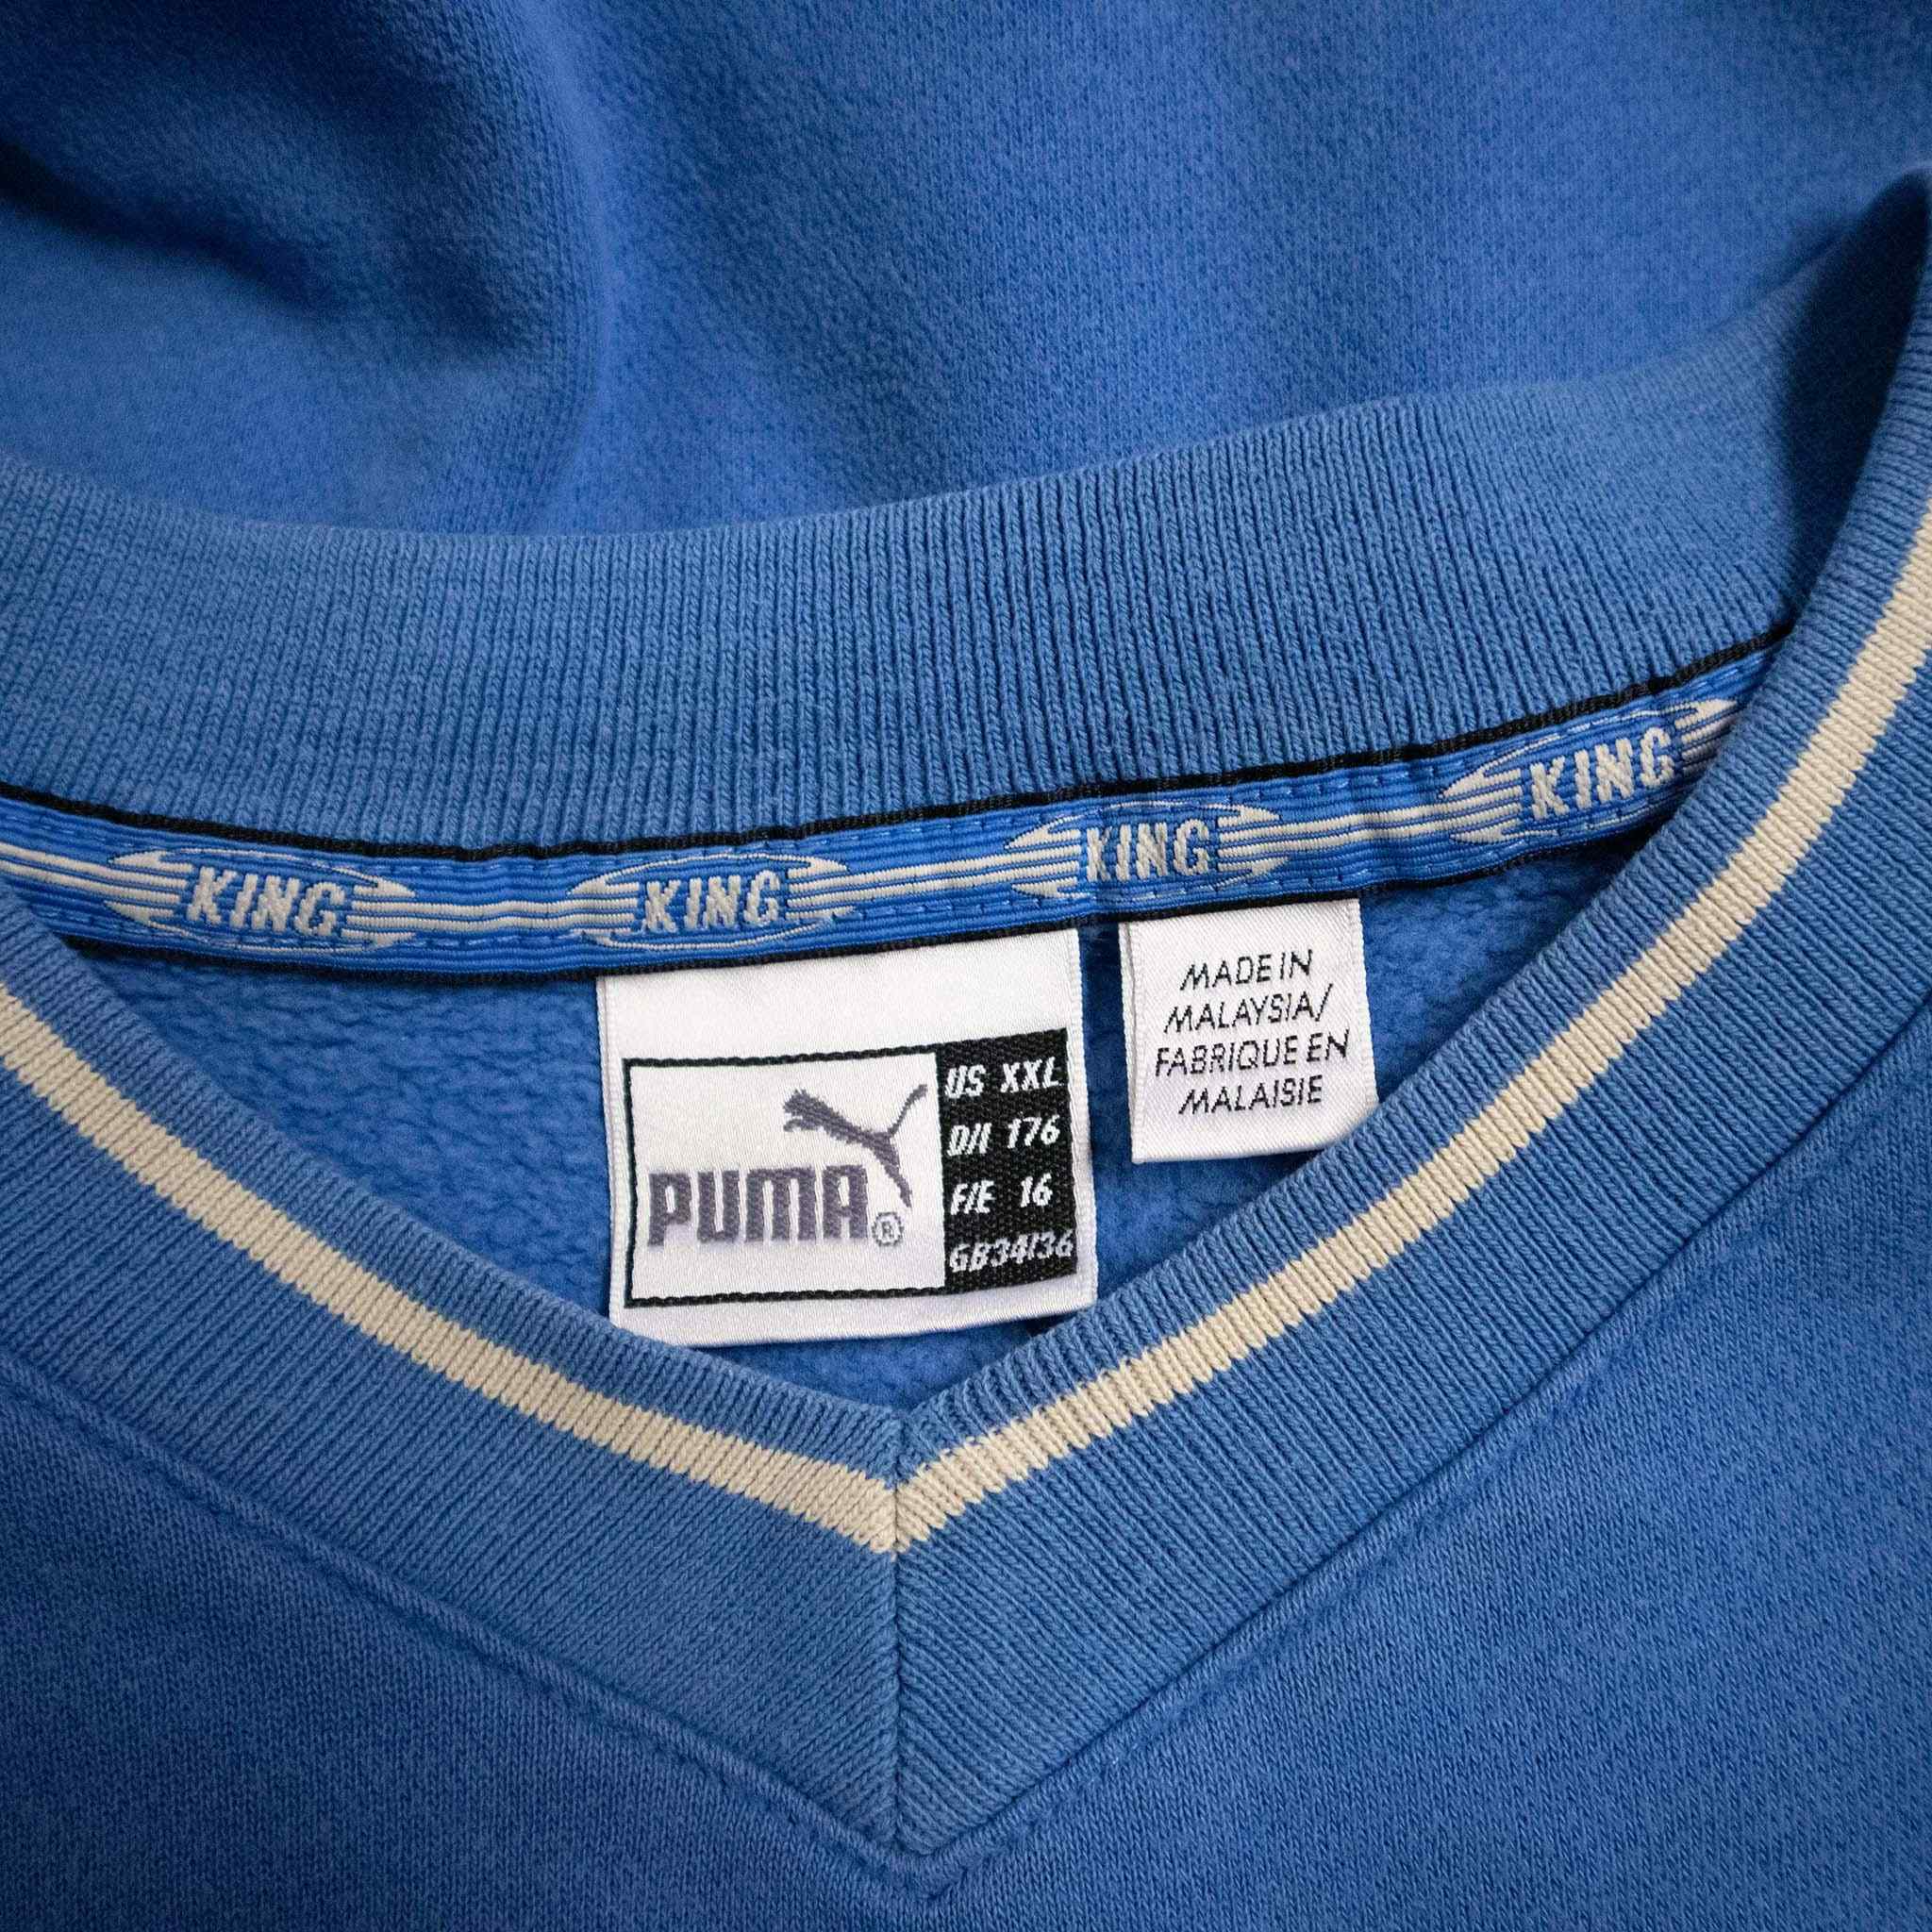 KING KING KING KING
PUMA®
US XXL
D/I 176
F/E 16
GB34/36
MADE IN
MALAYSIA/
FABRIQUE EN
MALAISIE